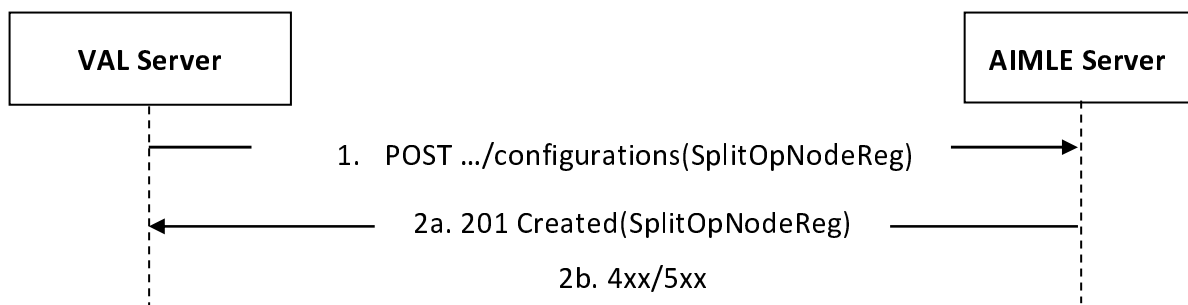 VAL Server
AIMLE Server
1. POST .../configurations(SplitOpNodeReg)
2a. 201 Created(SplitOpNodeReg)
2b. 4xx/5xx